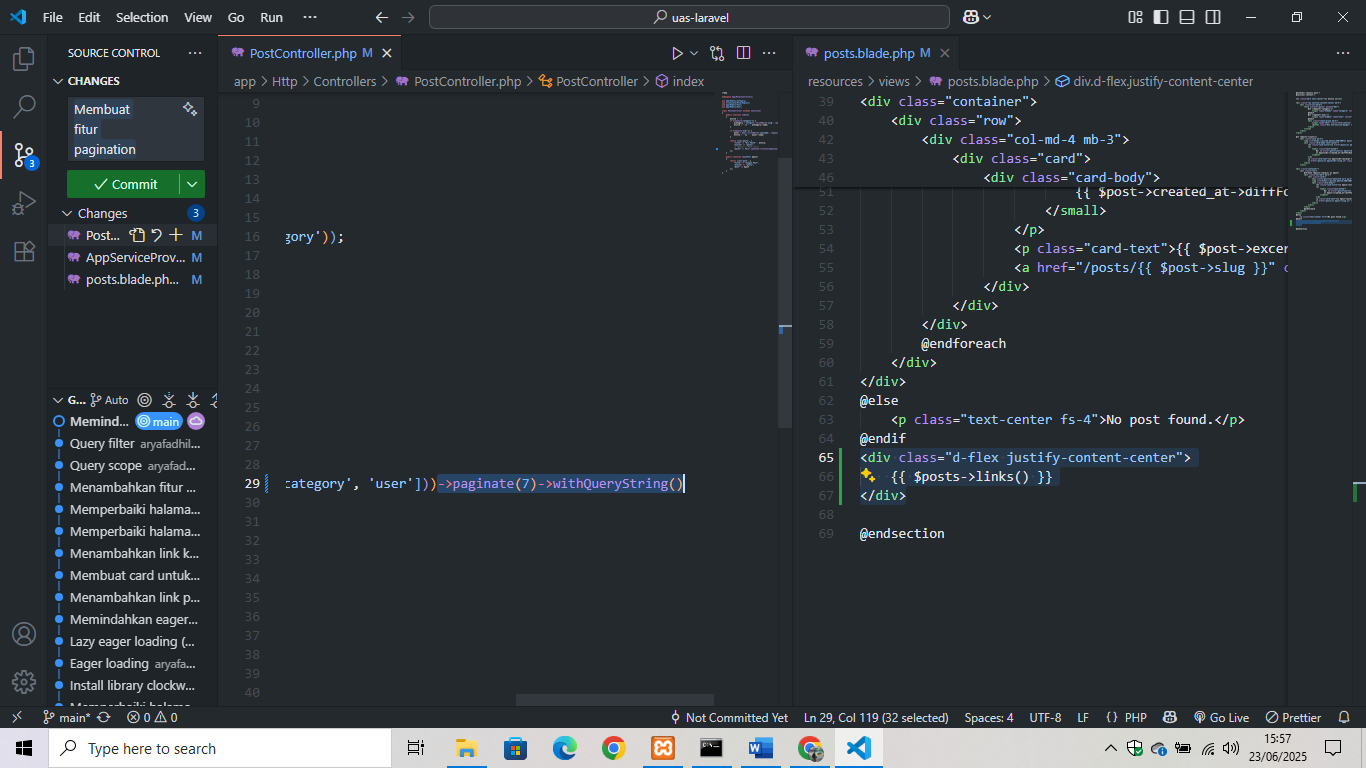 File Edit Selection View Go Run ··· uas-laravel
SOURCE CONTROL ···
CHANGES
Membuat
fitur
pagination
Commit
Changes 3
Post... M
AppServiceProv... M
posts.blade.ph... M
3
G... Auto
Memind... main
Query filter aryafadhil...
Query scope aryafad...
Menambahkan fitur ...
Memperbaiki halama...
Memperbaiki halama...
Menambahkan link k...
Membuat card untuk...
Menambahkan link p...
Memindahkan eager...
Lazy eager loading (...
Eager loading aryafa...
Install library clockw...
PostController.php M
app > Http > Controllers > PostController.php > PostController > index
9
10
11
12
13
14
15
16 gory'));
17
18
19
20
21
22
23
24
25
26
27
28
29 category', 'user']))->paginate(7)->withQueryString()
30
31
32
33
34
35
36
37
38
39
40
posts.blade.php M
···
resources > views > posts.blade.php > div.d-flex.justify-content-center
39 <div class="container">
40 <div class="row">
42 <div class="col-md-4 mb-3">
43 <div class="card">
46 <div class="card-body">
51 {{ $post->created_at->diffFo
52 </small>
53 </p>
54 <p class="card-text">{{ $post->excer
55 <a href="/posts/{{ $post->slug }}" c
56 </div>
57 </div>
58 </div>
59 @endforeach
60 </div>
61 </div>
62 @else
63 <p class="text-center fs-4">No post found.</p>
64 @endif
65 <div class="d-flex justify-content-center">
66 {{ $posts->links() }}
67 </div>
68
69 @endsection
main* 0 0 Not Committed Yet Ln 29, Col 119 (32 selected) Spaces: 4 UTF-8 LF {} PHP Go Live Prettier
Type here to search
15:57
23/06/2025